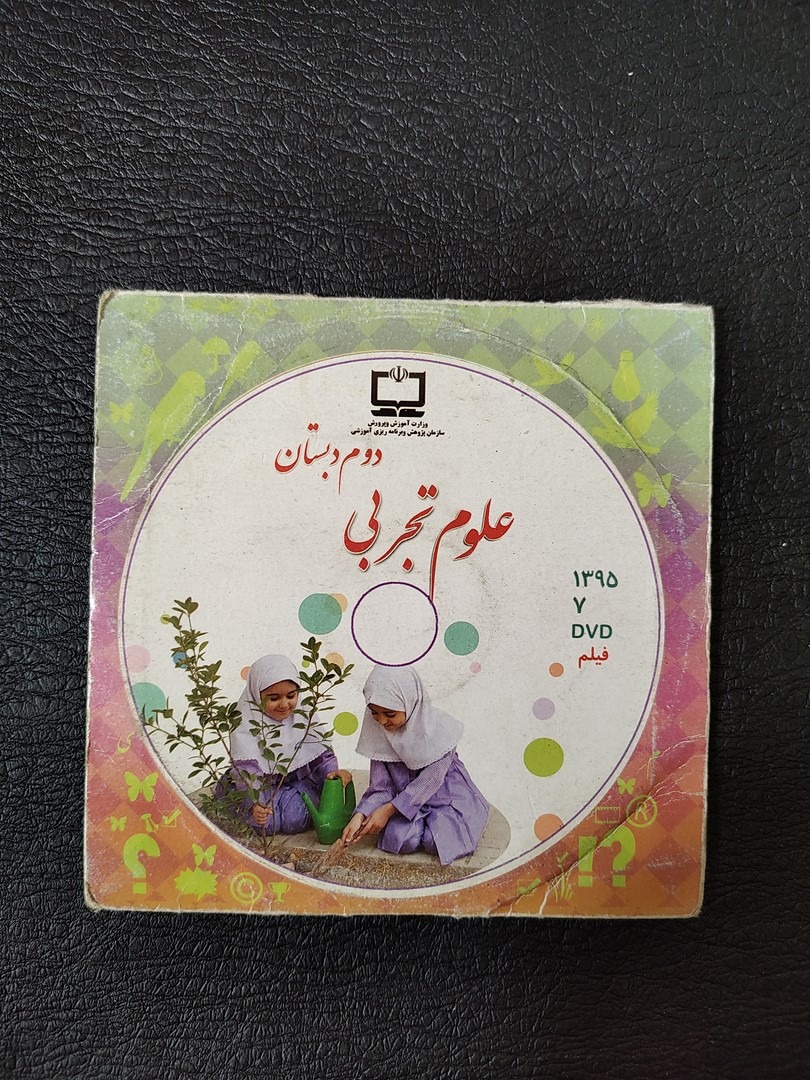 وزارت آموزش وپرورش
سازمان پژوهش وبرنامه ریزی آموزشی
دوم دبستان
علوم تجربی
۱۳۹۵
۷
DVD
فیلم